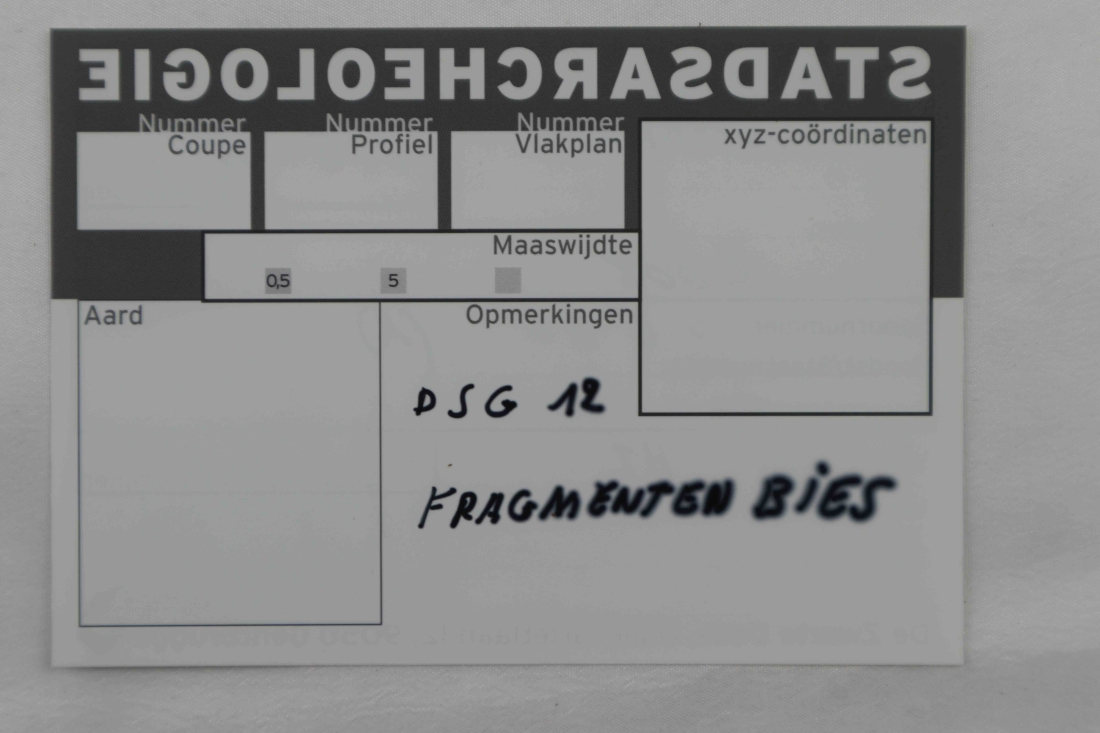 STADSARCHEOLOGIE
Nummer Coupe
Nummer Profiel
Nummer Vlakplan
xyz-coördinaten
Maaswijdte
0,5 5
Aard
Opmerkingen
DSG 12
FRAGMENTEN BIES